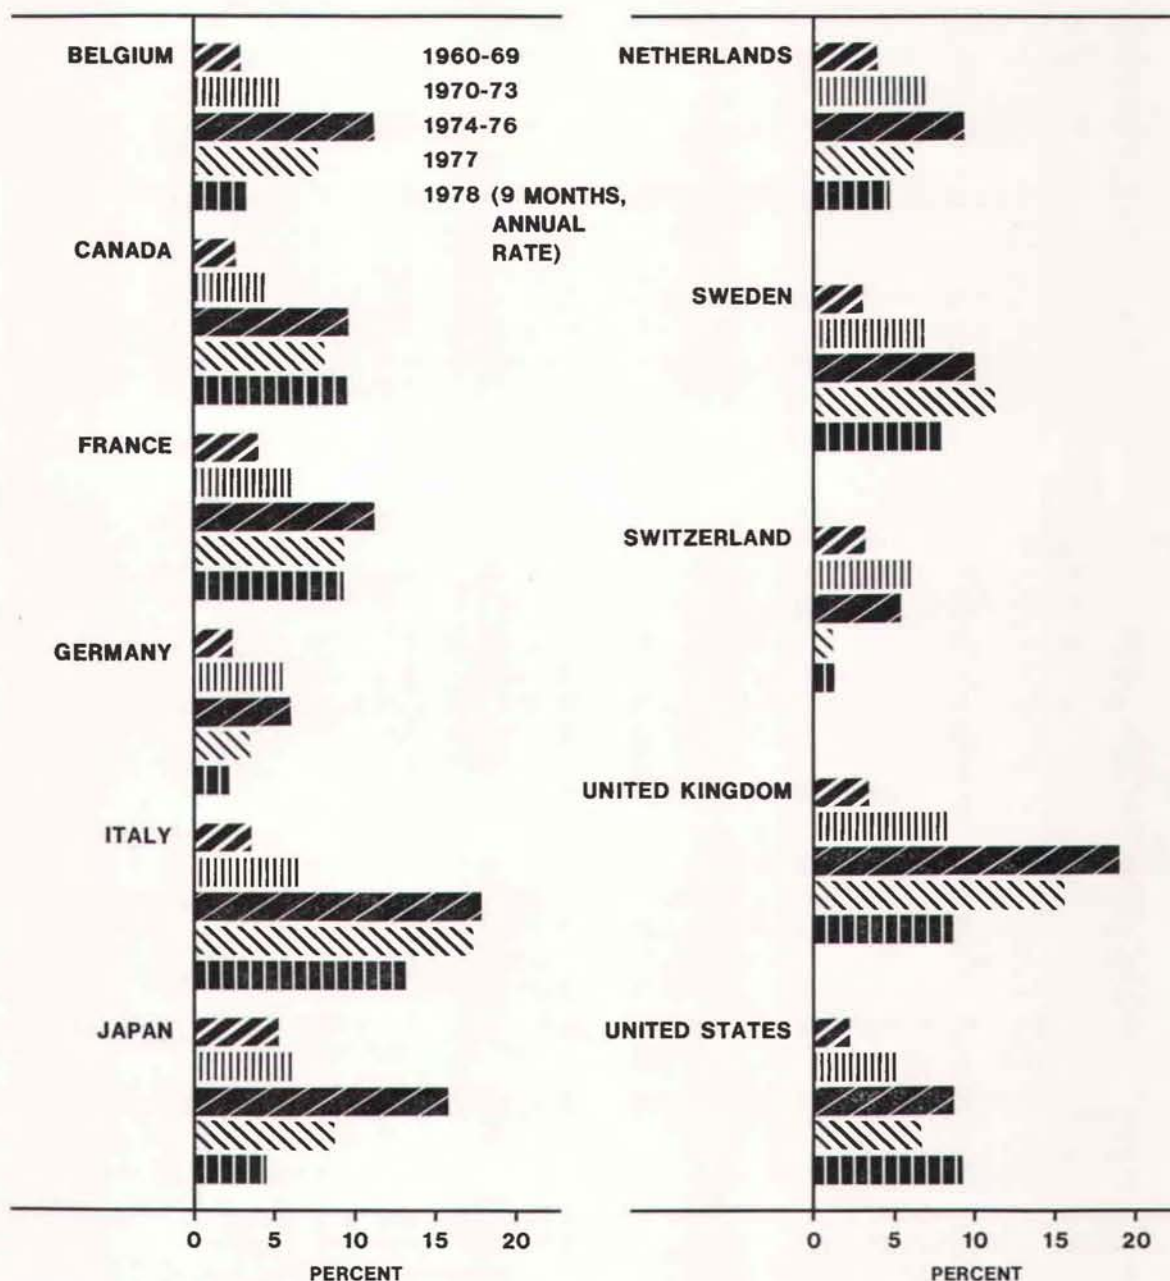 BELGIUM
1960-69
1970-73
1974-76
1977
1978 (9 MONTHS,
ANNUAL
RATE)
CANADA
FRANCE
GERMANY
ITALY
JAPAN
0 5 10 15 20
PERCENT
NETHERLANDS
SWEDEN
SWITZERLAND
UNITED KINGDOM
UNITED STATES
0 5 10 15 20
PERCENT